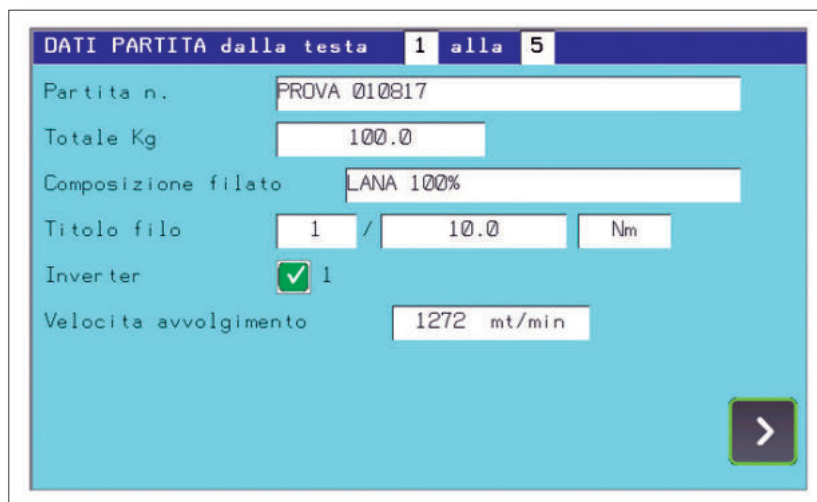 DATI PARTITA dalla testa 1 alla 5
Partita n. PROVA 010817
Totale Kg 100.0
Composizione filato LANA 100%
Titolo filo 1 / 10.0 Nm
Inverter 1
Velocita avvolgimento 1272 mt/min